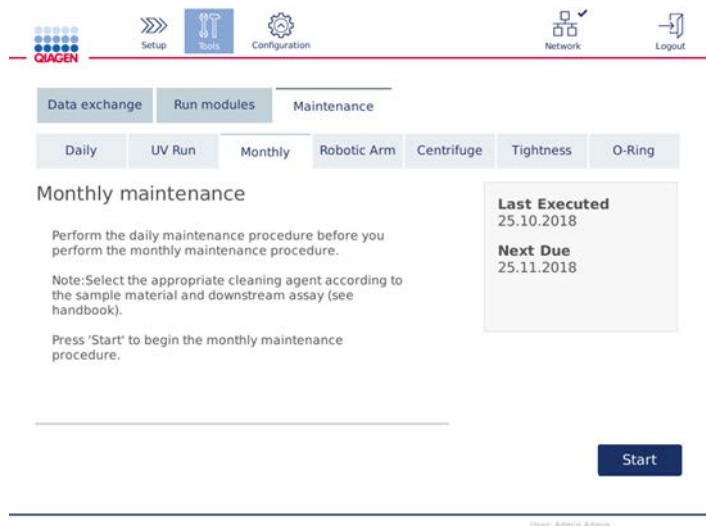 QIAGEN
Setup
Tools
Configuration
Network
Logout
Data exchange
Run modules
Maintenance
Daily
UV Run
Monthly
Robotic Arm
Centrifuge
Tightness
O-Ring
Monthly maintenance
Perform the daily maintenance procedure before you
perform the monthly maintenance procedure.
Note:Select the appropriate cleaning agent according to
the sample material and downstream assay (see
handbook).
Press 'Start' to begin the monthly maintenance
procedure.
Last Executed
25.10.2018
Next Due
25.11.2018
Start
User: Admin Admin